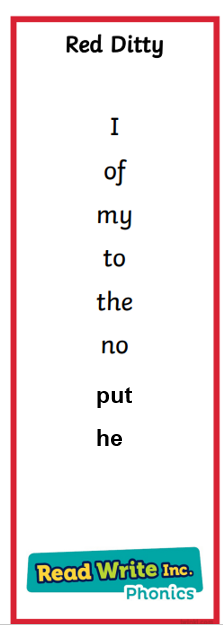 Red Ditty
I
of
my
to
the
no
put
he
Read Write Inc.
Phonics